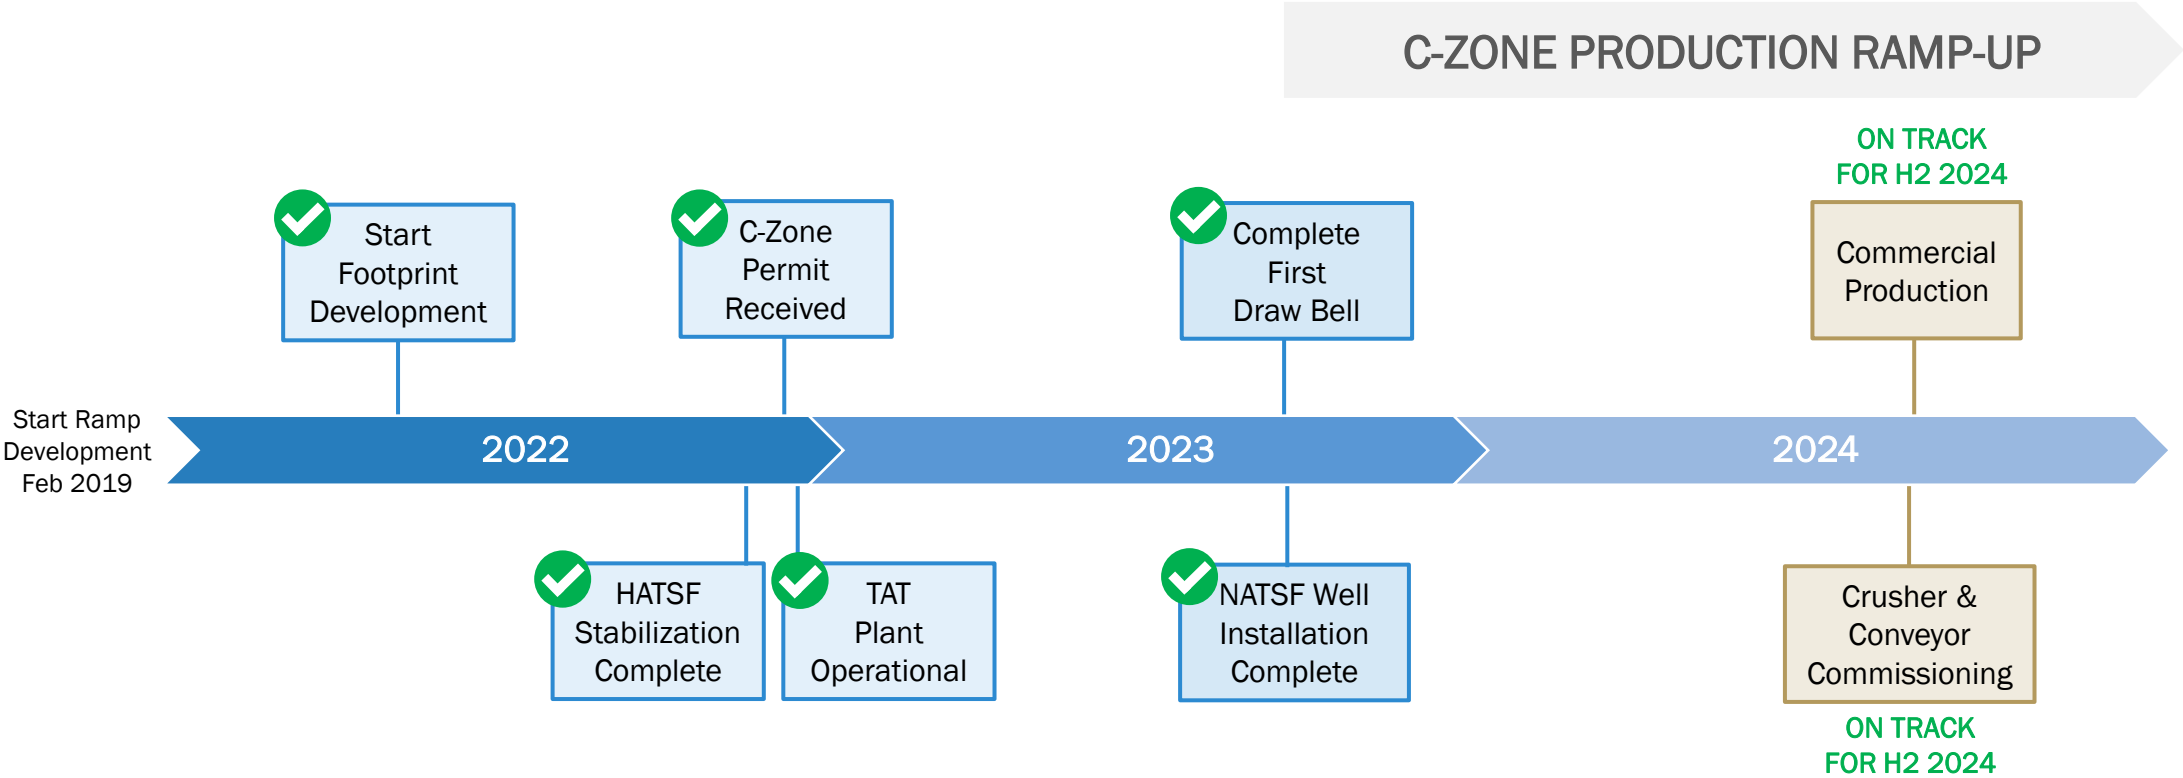 C-ZONE PRODUCTION RAMP-UP
ON TRACK
FOR H2 2024
Start
Footprint
Development
C-Zone
Permit
Received
Complete
First
Draw Bell
Commercial
Production
Start Ramp
Development
Feb 2019
2022
2023
2024
HATSF
Stabilization
Complete
TAT
Plant
Operational
NATSF Well
Installation
Complete
Crusher &
Conveyor
Commissioning
ON TRACK
FOR H2 2024